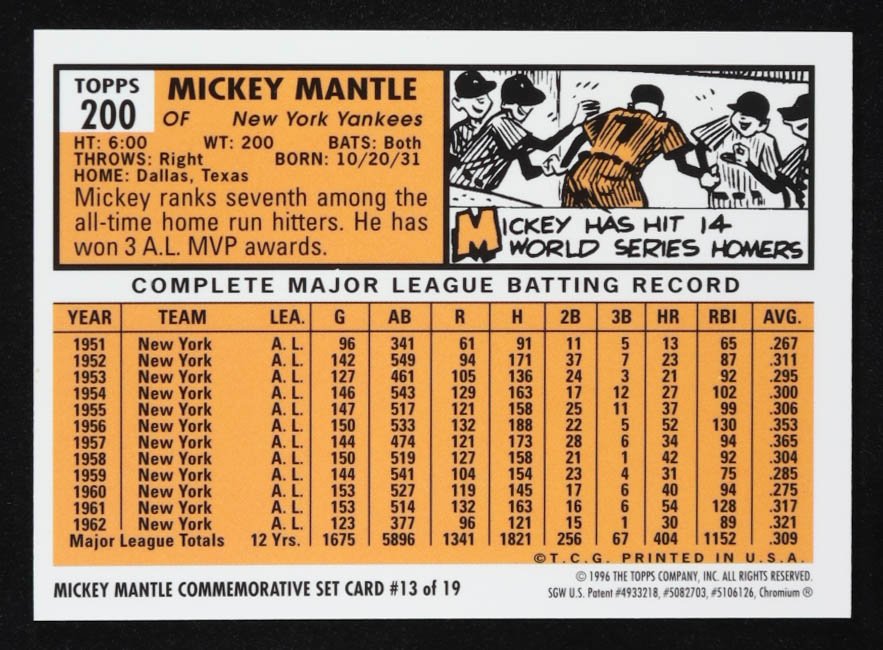 TOPPS
200
MICKEY MANTLE
OF New York Yankees
HT: 6:00 WT: 200 BATS: Both
THROWS: Right BORN: 10/20/31
HOME: Dallas, Texas
Mickey ranks seventh among the
all-time home run hitters. He has
won 3 A.L. MVP awards.
7
MICKEY HAS HIT 14
WORLD SERIES HOMERS
COMPLETE MAJOR LEAGUE BATTING RECORD
YEAR TEAM LEA. G AB R H 2B 3B HR RBI AVG.
1951 New York A. L. 96 341 61 91 11 5 13 65 .267
1952 New York A. L. 142 549 94 171 37 7 23 87 .311
1953 New York A. L. 127 461 105 136 24 3 21 92 .295
1954 New York A. L. 146 543 129 163 17 12 27 102 .300
1955 New York A. L. 147 517 121 158 25 11 37 99 .306
1956 New York A. L. 150 533 132 188 22 5 52 130 .353
1957 New York A. L. 144 474 121 173 28 6 34 94 .365
1958 New York A. L. 150 519 127 158 21 1 42 92 .304
1959 New York A. L. 144 541 104 154 23 4 31 75 .285
1960 New York A. L. 153 527 119 145 17 6 40 94 .275
1961 New York A. L. 153 514 132 163 16 6 54 128 .317
1962 New York A. L. 123 377 96 121 15 1 30 89 .321
Major League Totals 12 Yrs. 1675 5896 1341 1821 256 67 404 1152 .309
©T.C.G. PRINTED IN U.S.A.
MICKEY MANTLE COMMEMORATIVE SET CARD #13 of 19
© 1996 THE TOPPS COMPANY, INC. ALL RIGHTS RESERVED.
SGW U.S. Patent #4933218, #5082703, #5106126, Chromium ®